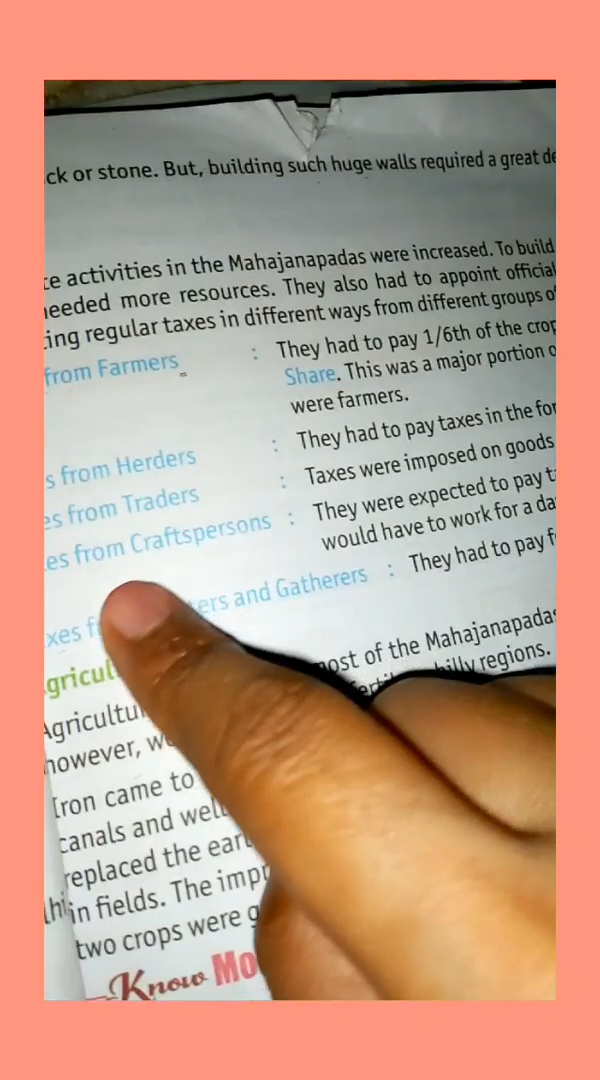 ck or stone. But, building such huge walls required a great de
ce activities in the Mahajanapadas were increased. To build
needed more resources. They also had to appoint official
ing regular taxes in different ways from different groups o
from Farmers : They had to pay 1/6th of the crop
Share. This was a major portion o
were farmers.
s from Herders : They had to pay taxes in the for
es from Traders : Taxes were imposed on goods
es from Craftspersons : They were expected to pay t
would have to work for a da
xes f ers and Gatherers : They had to pay f
gricul
ost of the Mahajanapadas
Agricultu hilly regions.
however, w
Iron came to
canals and well
replaced the earl
in fields. The impr
two crops were g
Know Mo